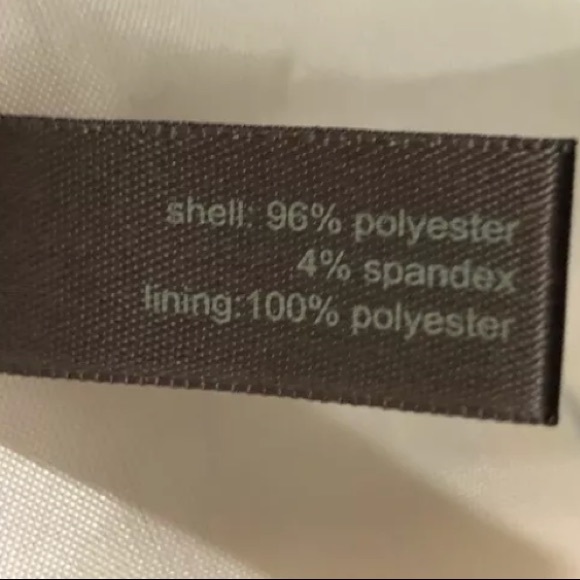 shell: 96% polyester
4% spandex
lining:100% polyester